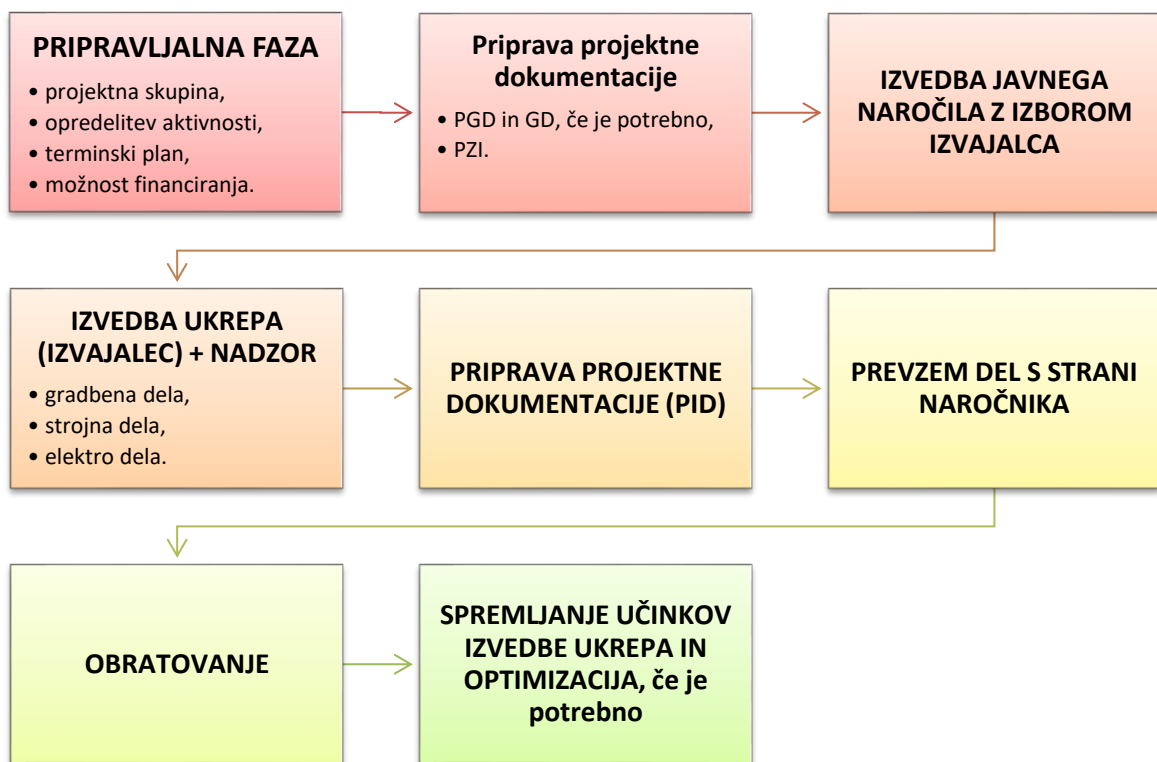 PRIPRAVLJALNA FAZA
• projektna skupina,
• opredelitev aktivnosti,
• terminski plan,
• možnost financiranja.
Priprava projektne
dokumentacije
• PGD in GD, če je potrebno,
• PZI.
IZVEDBA JAVNEGA
NAROČILA Z IZBOROM
IZVAJALCA
IZVEDBA UKREPA
(IZVAJALEC) + NADZOR
• gradbena dela,
• strojna dela,
• elektro dela.
PRIPRAVA PROJEKTNE
DOKUMENTACIJE (PID)
PREVZEM DEL S STRANI
NAROČNIKA
OBRATOVANJE
SPREMLJANJE UČINKOV
IZVEDBE UKREPA IN
OPTIMIZACIJA, če je
potrebno